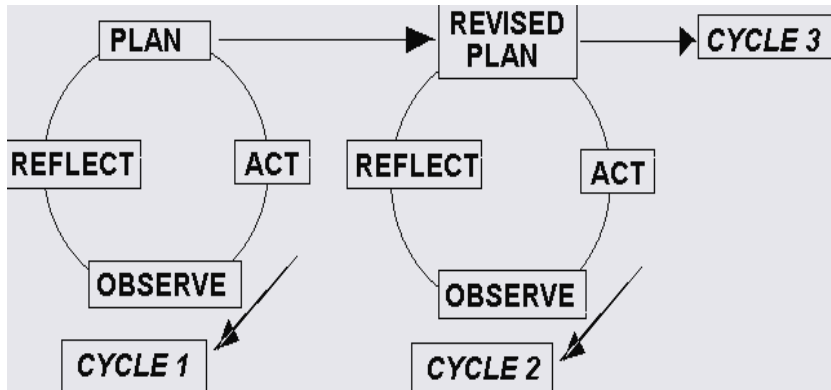 PLAN
REVISED
PLAN
CYCLE 3
REFLECT
ACT
REFLECT
ACT
OBSERVE
OBSERVE
CYCLE 1
CYCLE 2